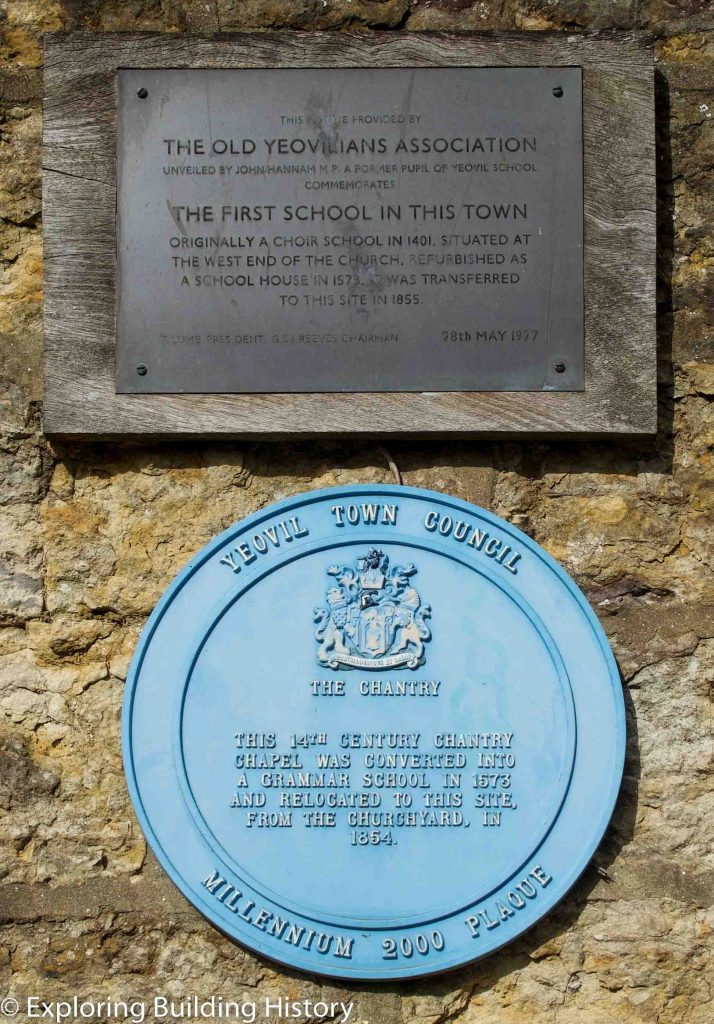 THIS PLAQUE PROVIDED BY
THE OLD YEOVILIANS ASSOCIATION
UNVEILED BY JOHN HANNAM M.P. A FORMER PUPIL OF YEOVIL SCHOOL
COMMEMORATES
THE FIRST SCHOOL IN THIS TOWN
ORIGINALLY A CHOIR SCHOOL IN 1401, SITUATED AT
THE WEST END OF THE CHURCH, REFURBISHED AS
A SCHOOL HOUSE IN 1573. IT WAS TRANSFERRED
TO THIS SITE IN 1855.
LUMB PRESIDENT. REEVES CHAIRMAN 28th MAY 1977
YEOVIL TOWN COUNCIL
THE CHANTRY
THIS 14TH CENTURY CHANTRY
CHAPEL WAS CONVERTED INTO
A GRAMMAR SCHOOL IN 1573
AND RELOCATED TO THIS SITE,
FROM THE CHURCHYARD, IN
1854.
MILLENNIUM 2000 PLAQUE
© Exploring Building History